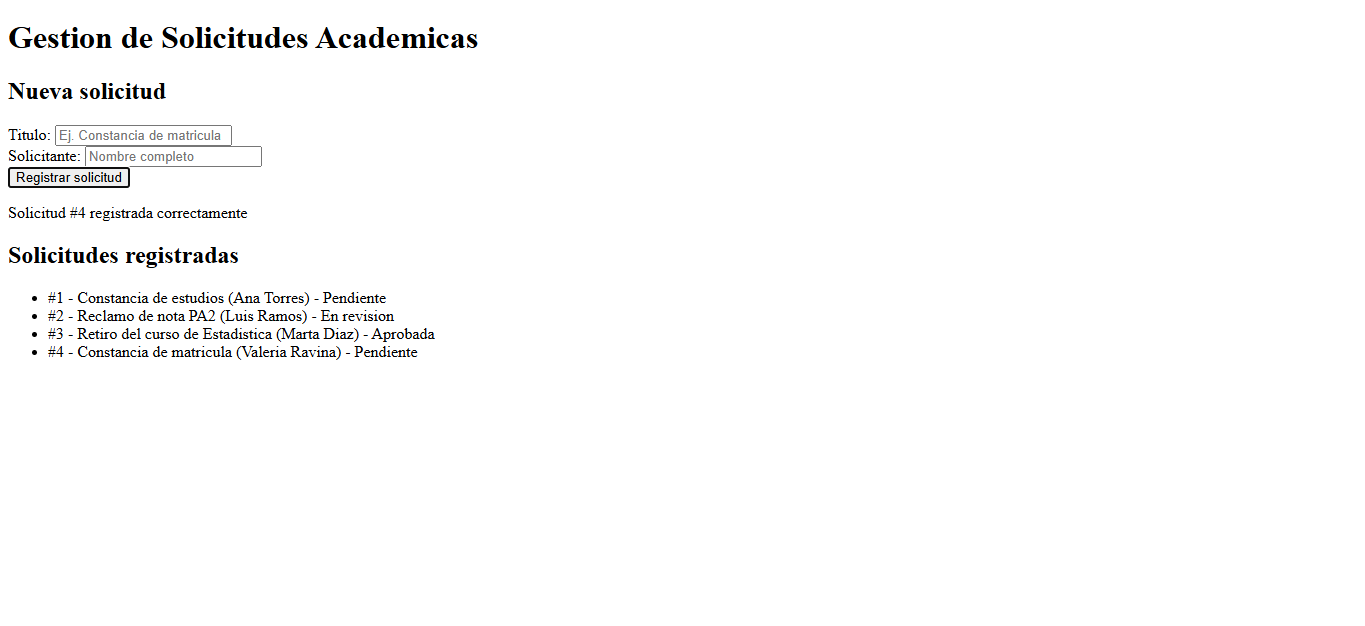 Gestion de Solicitudes Academicas
Nueva solicitud
Titulo: Ej. Constancia de matricula
Solicitante: Nombre completo
Registrar solicitud
Solicitud #4 registrada correctamente
Solicitudes registradas
• #1 - Constancia de estudios (Ana Torres) - Pendiente
• #2 - Reclamo de nota PA2 (Luis Ramos) - En revision
• #3 - Retiro del curso de Estadistica (Marta Diaz) - Aprobada
• #4 - Constancia de matricula (Valeria Ravina) - Pendiente